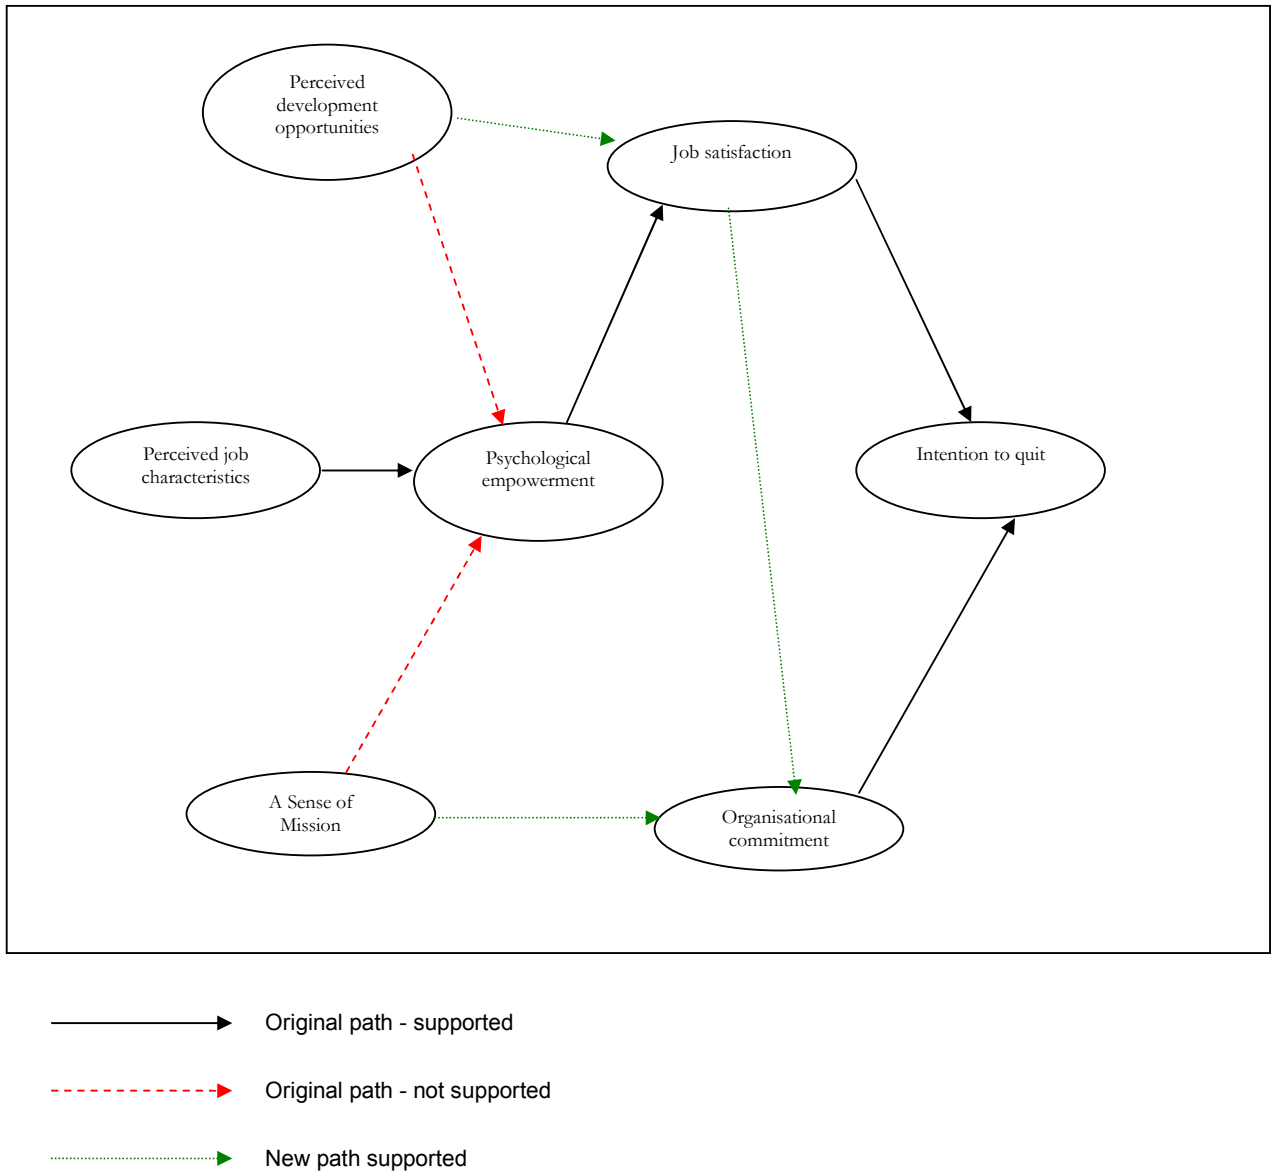 Perceived
development
opportunities
Job satisfaction
Perceived job
characteristics
Psychological
empowerment
Intention to quit
A Sense of
Mission
Organisational
commitment
Original path - supported
Original path - not supported
New path supported